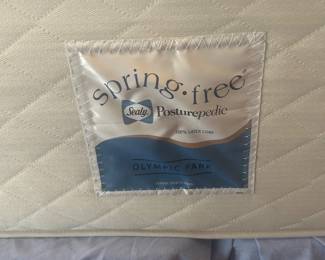 spring·free
Sealy Posturepedic
100% LATEX CORE
OLYMPIC PARK